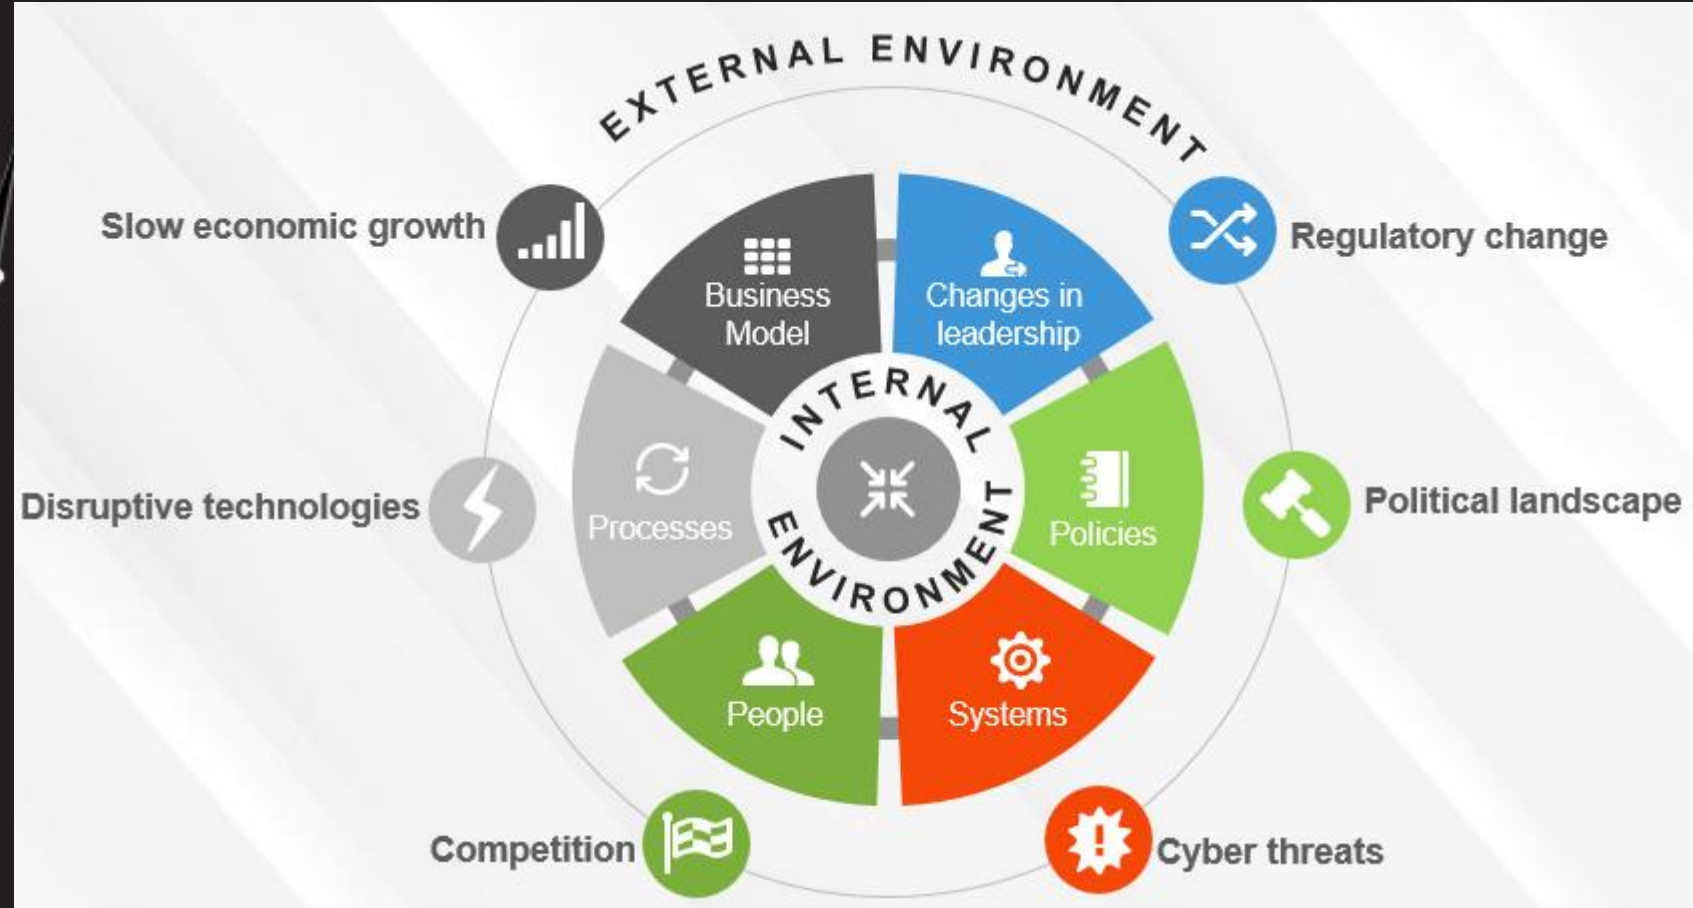 EXTERNAL ENVIRONMENT
Slow economic growth
Regulatory change
Business
Model
Changes in
leadership
INTERNAL
ENVIRONMENT
Disruptive technologies
Processes
Policies
Political landscape
People
Systems
Competition
Cyber threats